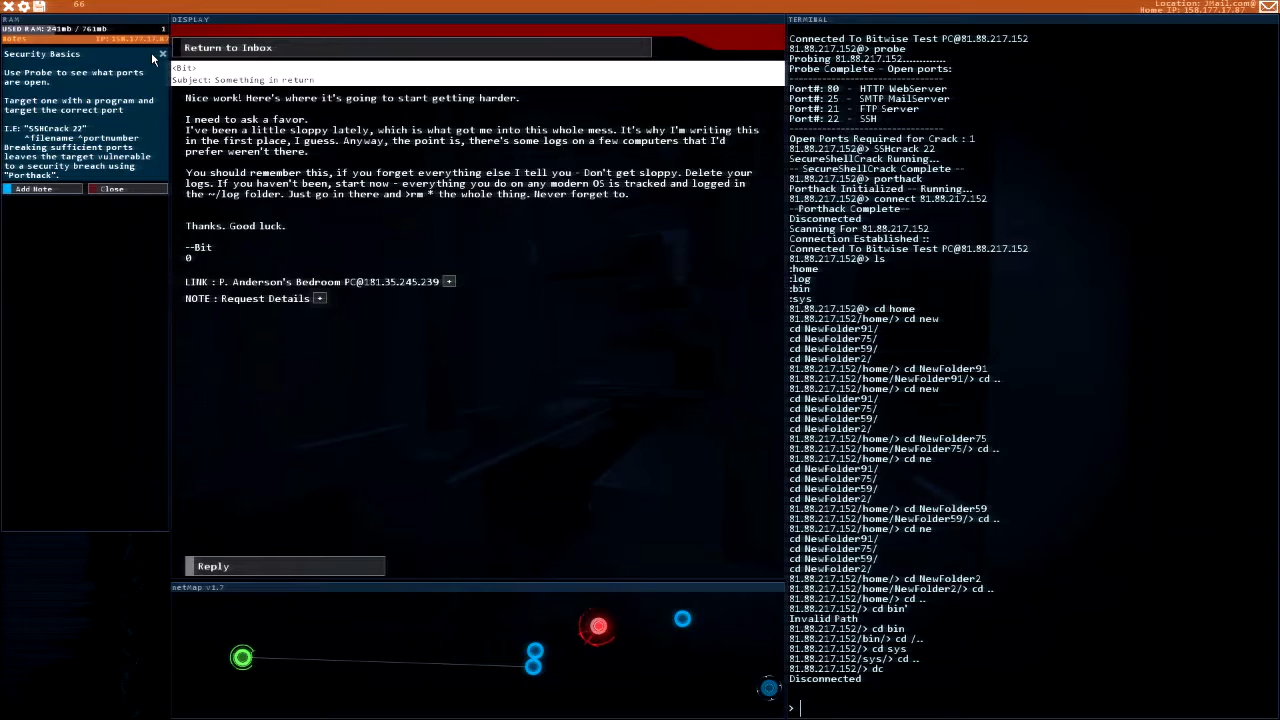 66
Location: JMail.com@
Home IP: 158.177.17.87
RAM
USED RAM: 241mb / 761mb 1
Notes IP: 158.177.17.87
Security Basics
Use Probe to see what ports
are open.
Target one with a program and
target the correct port
I.E: "SSHCrack 22"
^filename ^portnumber
Breaking sufficient ports
leaves the target vulnerable
to a security breach using
"Porthack".
Add Note
Close
DISPLAY
Return to Inbox
<Bit>
Subject: Something in return
Nice work! Here's where it's going to start getting harder.
I need to ask a favor.
I've been a little sloppy lately, which is what got me into this whole mess. It's why I'm writing this
in the first place, I guess. Anyway, the point is, there's some logs on a few computers that I'd
prefer weren't there.
You should remember this, if you forget everything else I tell you - Don't get sloppy. Delete your
logs. If you haven't been, start now - everything you do on any modern OS is tracked and logged in
the ~/log folder. Just go in there and >rm * the whole thing. Never forget to.
Thanks. Good luck.
--Bit
0
LINK : P. Anderson's Bedroom PC@181.35.245.239 +
NOTE : Request Details +
Reply
netMap v1.7
TERMINAL
Connected To Bitwise Test PC@81.88.217.152
81.88.217.152@> probe
Probing 81.88.217.152.............
Probe Complete - Open ports:
---------------------------------
Port#: 80 - HTTP WebServer
Port#: 25 - SMTP MailServer
Port#: 21 - FTP Server
Port#: 22 - SSH
---------------------------------
Open Ports Required for Crack : 1
81.88.217.152@> SSHcrack 22
SecureShellCrack Running...
-- SecureShellCrack Complete --
81.88.217.152@> porthack
Porthack Initialized -- Running...
81.88.217.152@> connect 81.88.217.152
--Porthack Complete--
Disconnected
Scanning For 81.88.217.152
Connection Established ::
Connected To Bitwise Test PC@81.88.217.152
81.88.217.152@> ls
:home
:log
:bin
:sys
81.88.217.152@> cd home
81.88.217.152/home/> cd new
cd NewFolder91/
cd NewFolder75/
cd NewFolder59/
cd NewFolder2/
81.88.217.152/home/> cd NewFolder91
81.88.217.152/home/NewFolder91/> cd ..
81.88.217.152/home/> cd new
cd NewFolder91/
cd NewFolder75/
cd NewFolder59/
cd NewFolder2/
81.88.217.152/home/> cd NewFolder75
81.88.217.152/home/NewFolder75/> cd ..
81.88.217.152/home/> cd ne
cd NewFolder91/
cd NewFolder75/
cd NewFolder59/
cd NewFolder2/
81.88.217.152/home/> cd NewFolder59
81.88.217.152/home/NewFolder59/> cd ..
81.88.217.152/home/> cd ne
cd NewFolder91/
cd NewFolder75/
cd NewFolder59/
cd NewFolder2/
81.88.217.152/home/> cd NewFolder2
81.88.217.152/home/NewFolder2/> cd ..
81.88.217.152/home/> cd ..
81.88.217.152/> cd bin'
Invalid Path
81.88.217.152/> cd bin
81.88.217.152/bin/> cd /..
81.88.217.152/> cd sys
81.88.217.152/sys/> cd ..
81.88.217.152/> dc
Disconnected
>